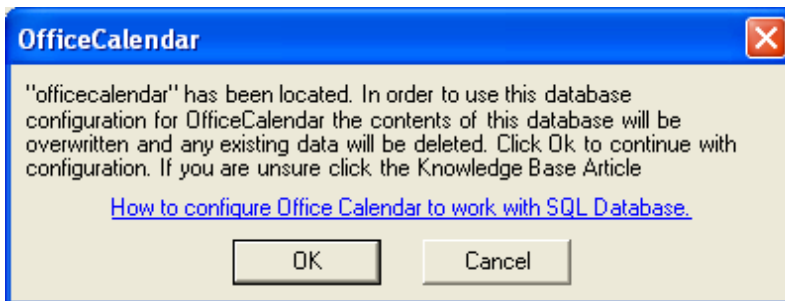 OfficeCalendar
"officecalendar" has been located. In order to use this database
configuration for OfficeCalendar the contents of this database will be
overwritten and any existing data will be deleted. Click Ok to continue with
configuration. If you are unsure click the Knowledge Base Article
How to configure Office Calendar to work with SQL Database.
OK Cancel